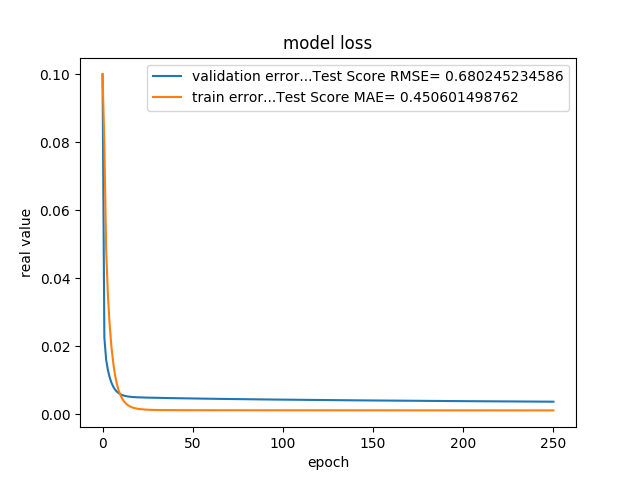 model loss
validation error...Test Score RMSE= 0.680245234586
train error...Test Score MAE= 0.450601498762
0.10
0.08
0.06
0.04
0.02
0.00
real value
0 50 100 150 200 250
epoch